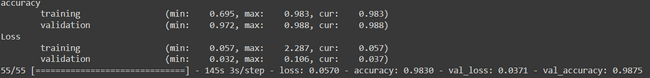 accuracy
training (min: 0.695, max: 0.983, cur: 0.983)
validation (min: 0.972, max: 0.988, cur: 0.988)
Loss
training (min: 0.057, max: 2.287, cur: 0.057)
validation (min: 0.032, max: 0.106, cur: 0.037)
55/55 [==============================] - 145s 3s/step - loss: 0.0570 - accuracy: 0.9830 - val_loss: 0.0371 - val_accuracy: 0.9875